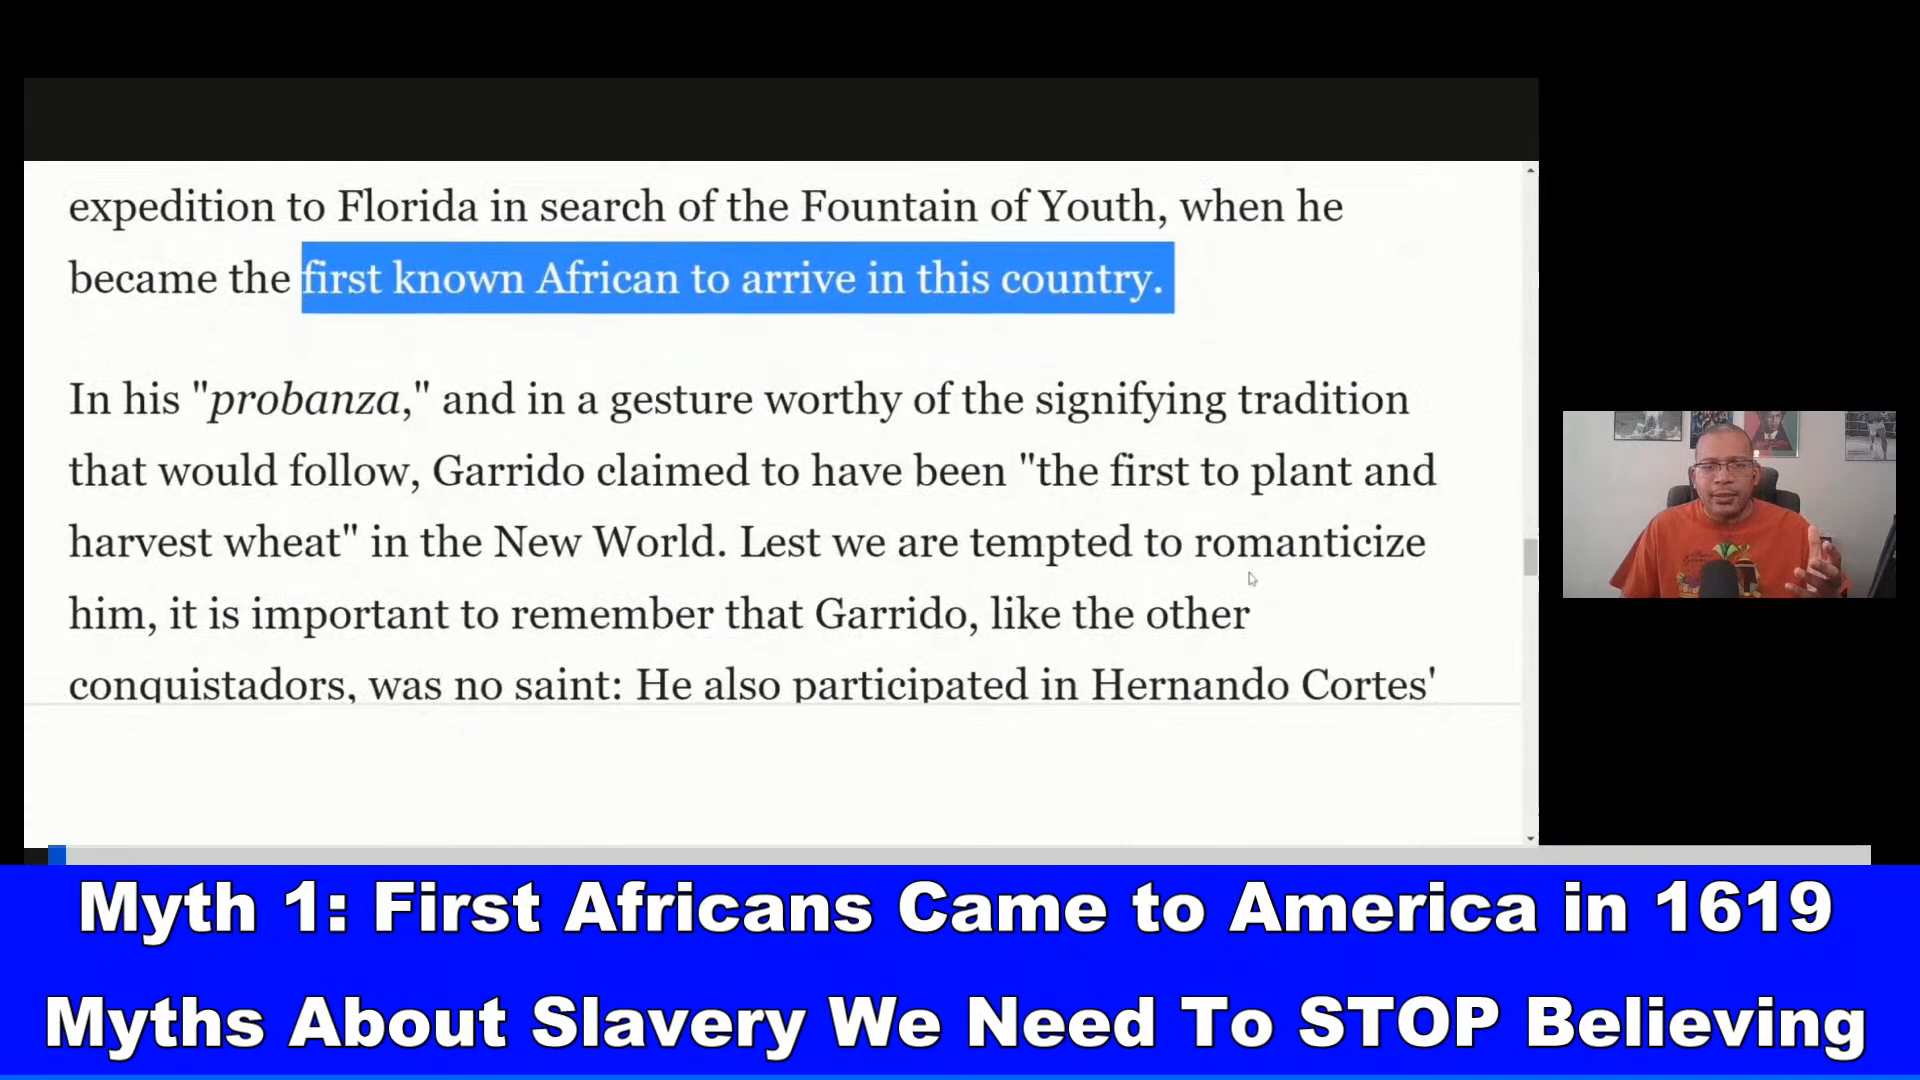 expedition to Florida in search of the Fountain of Youth, when he
became the first known African to arrive in this country.
In his "probanza," and in a gesture worthy of the signifying tradition
that would follow, Garrido claimed to have been "the first to plant and
harvest wheat" in the New World. Lest we are tempted to romanticize
him, it is important to remember that Garrido, like the other
conquistadors, was no saint: He also participated in Hernando Cortes'
Myth 1: First Africans Came to America in 1619
Myths About Slavery We Need To STOP Believing